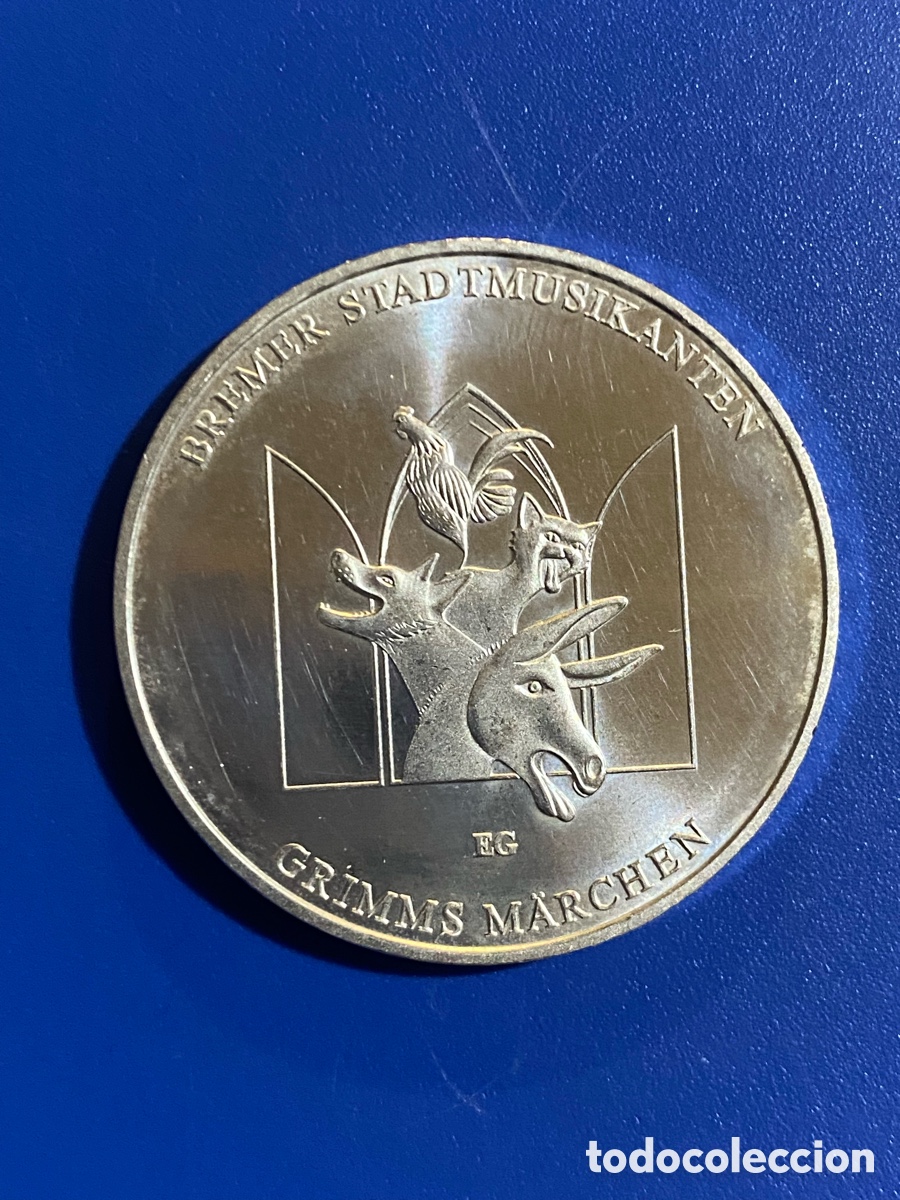 BREMER STADTMUSIKANTEN
EG
GRIMMS MÄRCHEN
todocoleccion